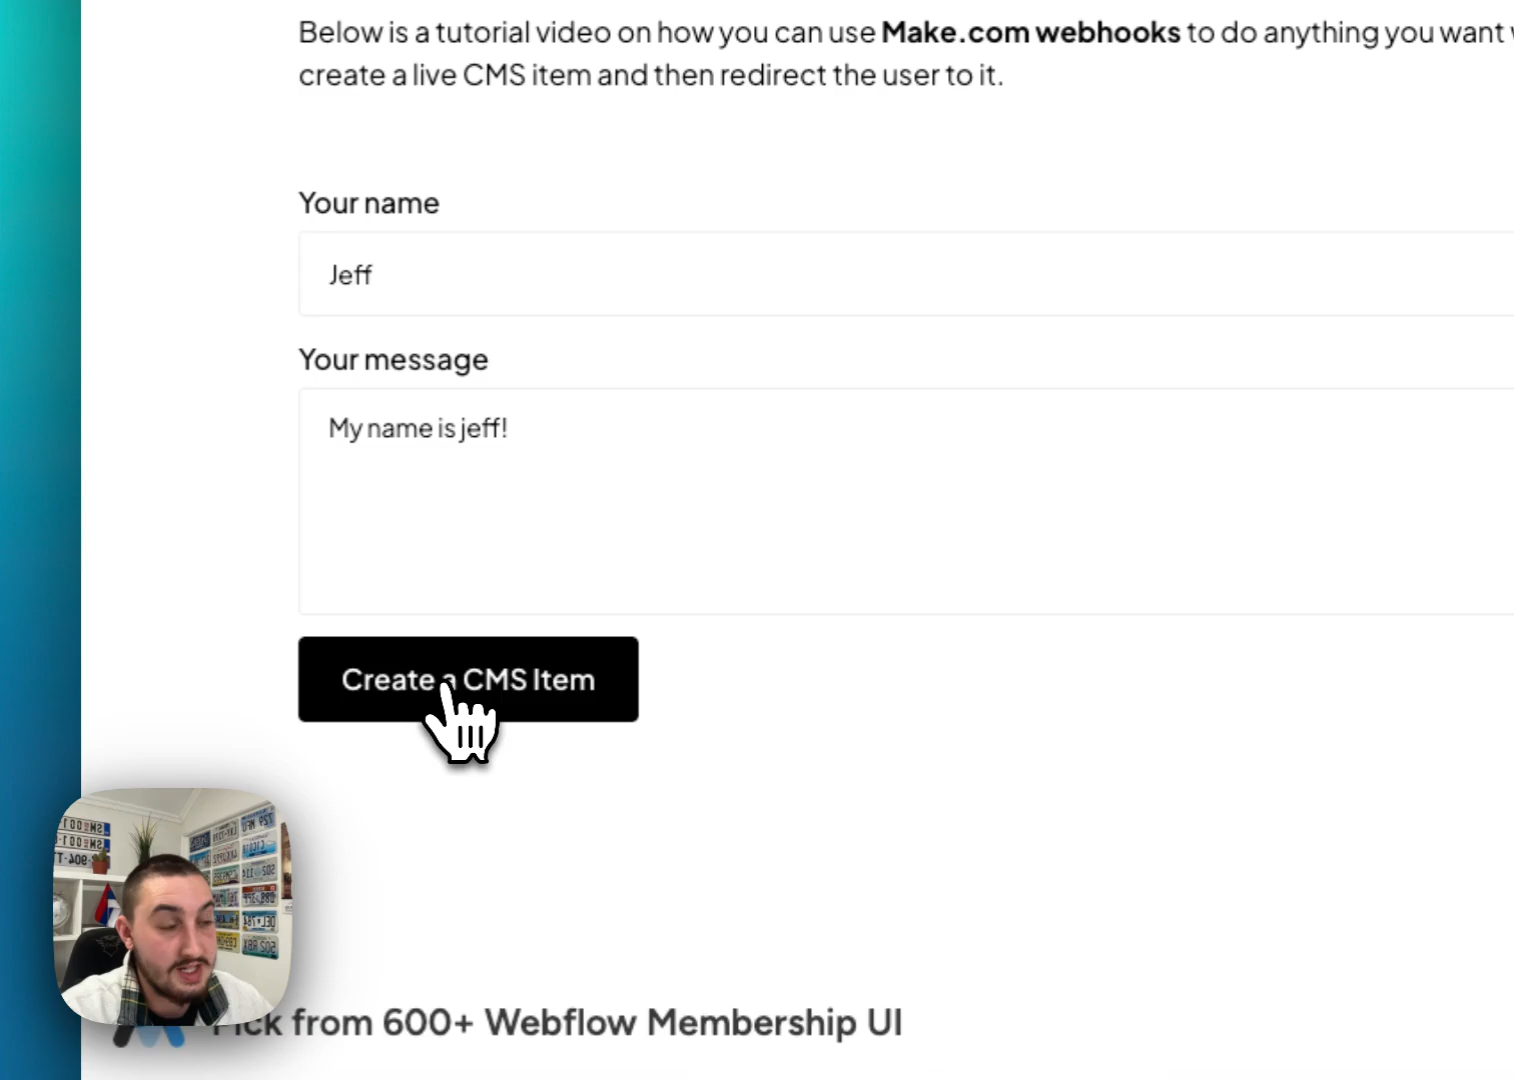 Below is a tutorial video on how you can use Make.com webhooks to do anything you want
create a live CMS item and then redirect the user to it.
Your name
Jeff
Your message
My name is jeff!
Create a CMS Item
Pick from 600+ Webflow Membership UI